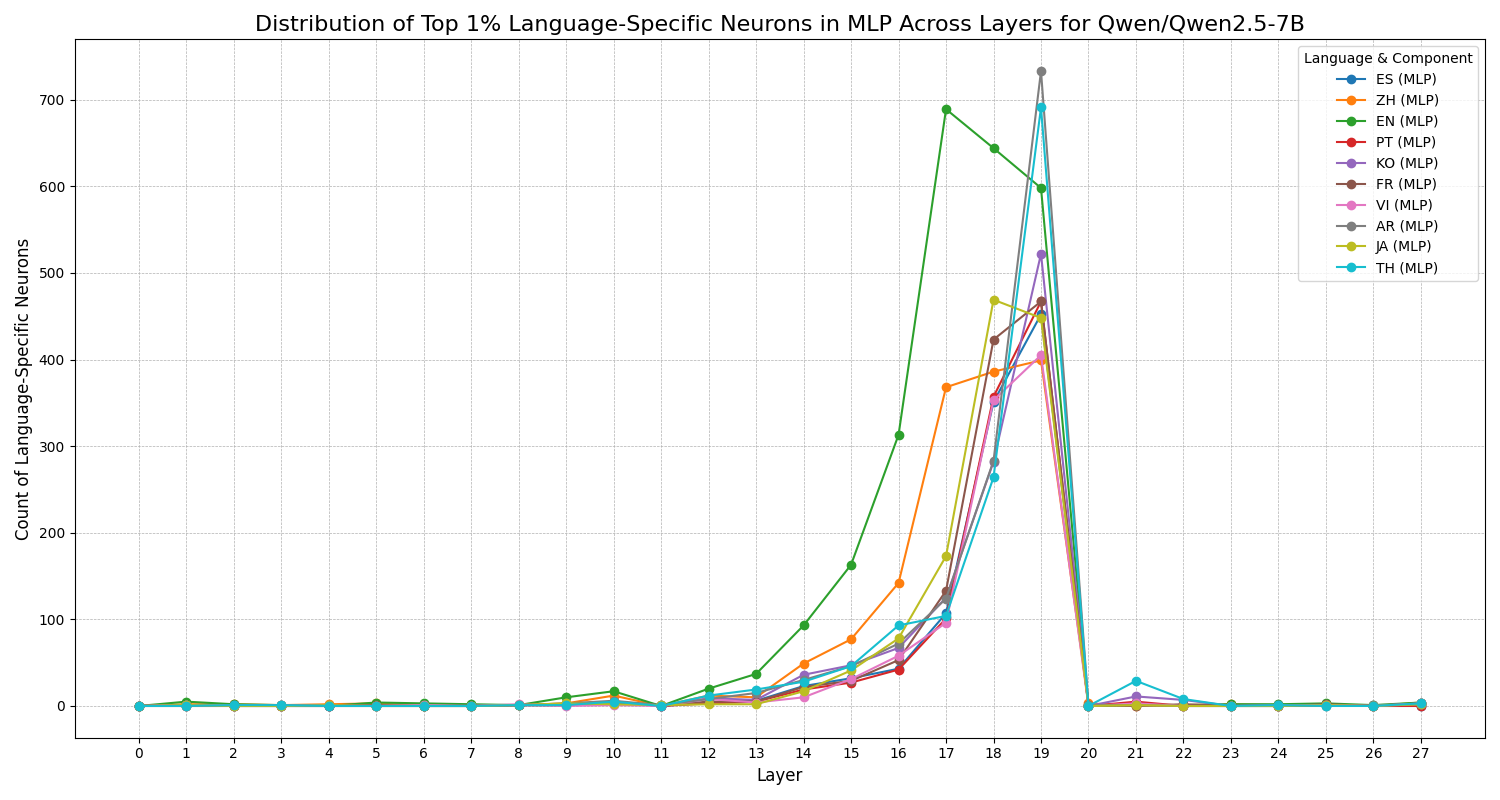 Distribution of Top 1% Language-Specific Neurons in MLP Across Layers for Qwen/Qwen2.5-7B
Count of Language-Specific Neurons
700
600
500
400
300
200
100
0
Language & Component
ES (MLP)
ZH (MLP)
EN (MLP)
PT (MLP)
KO (MLP)
FR (MLP)
VI (MLP)
AR (MLP)
JA (MLP)
TH (MLP)
0 1 2 3 4 5 6 7 8 9 10 11 12 13 14 15 16 17 18 19 20 21 22 23 24 25 26 27
Layer